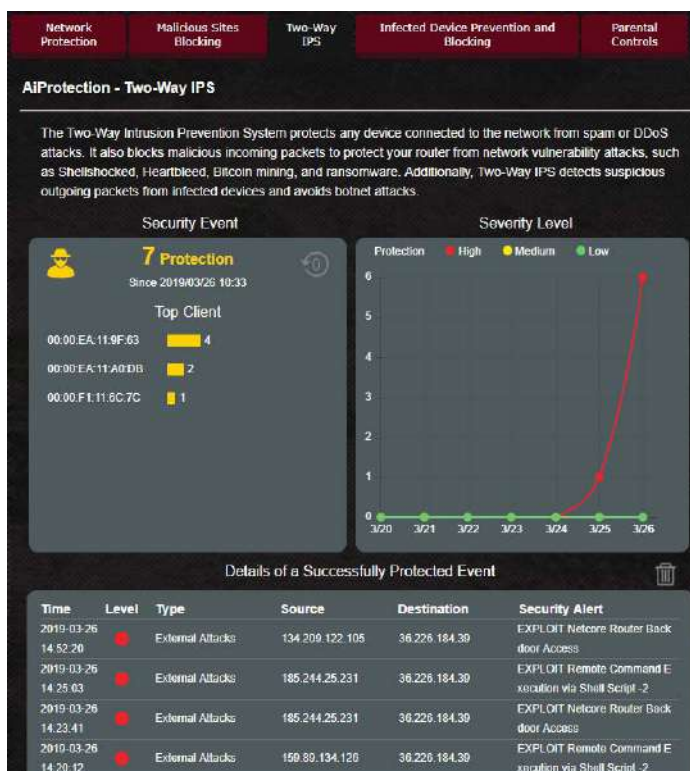 Network Protection
Malicious Sites Blocking
Two-Way IPS
Infected Device Prevention and Blocking
Parental Controls
AiProtection - Two-Way IPS
The Two-Way Intrusion Prevention System protects any device connected to the network from spam or DDoS
attacks. It also blocks malicious incoming packets to protect your router from network vulnerability attacks, such
as Shellshocked, Heartbleed, Bitcoin mining, and ransomware. Additionally, Two-Way IPS detects suspicious
outgoing packets from infected devices and avoids botnet attacks.
Security Event
7 Protection
Since 2019/03/26 10:33
Top Client
00:00:EA:11:9F:63 4
00:00:EA:11:A0:DB 2
00:00:F1:11:6C:7C 1
Severity Level
Protection High Medium Low
6
5
4
3
2
1
0
3/20 3/21 3/22 3/23 3/24 3/25 3/26
Details of a Successfully Protected Event
Time Level Type Source Destination Security Alert
2019-03-26 14:52:20 External Attacks 134.209.122.105 36.226.184.39 EXPLOIT Netcore Router Back door Access
2019-03-26 14:25:03 External Attacks 185.244.25.231 36.226.184.39 EXPLOIT Remote Command E xecution via Shell Script -2
2019-03-26 14:23:41 External Attacks 185.244.25.231 36.226.184.39 EXPLOIT Netcore Router Back door Access
2019-03-26 14:20:12 External Attacks 159.89.134.126 36.226.184.39 EXPLOIT Remote Command E xecution via Shell Script -2